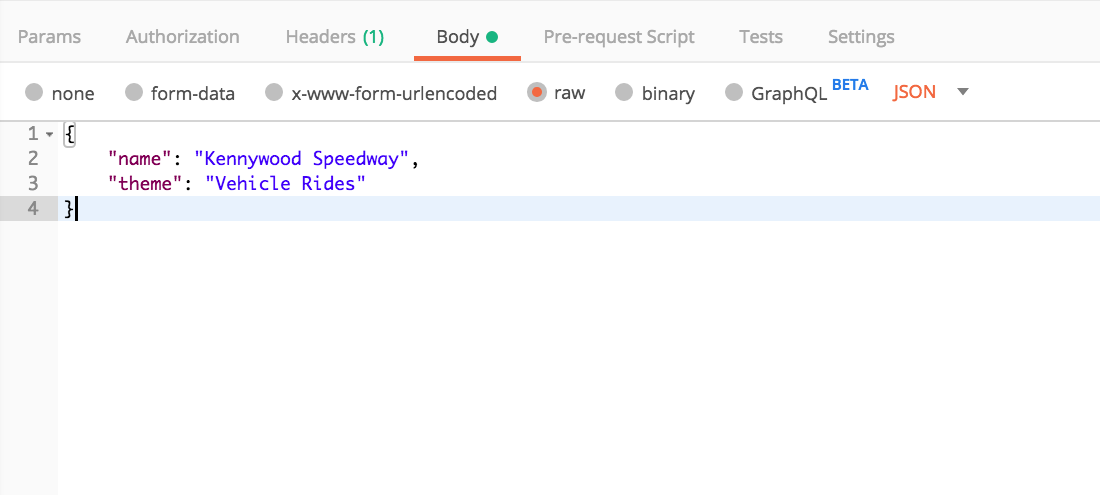 Params Authorization Headers (1) Body Pre-request Script Tests Settings
none form-data x-www-form-urlencoded raw binary GraphQL BETA JSON
1 {
2 "name": "Kennywood Speedway",
3 "theme": "Vehicle Rides"
4 }